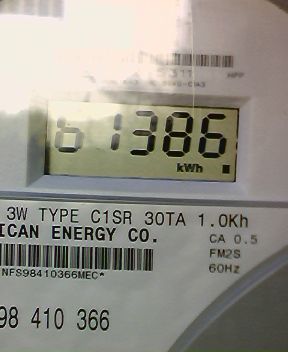 61386
kWh
3W TYPE C1SR 30TA 1.0Kh
ICAN ENERGY CO.
CA 0.5
FM2S
60Hz
NFS98410366MEC*
98 410 366